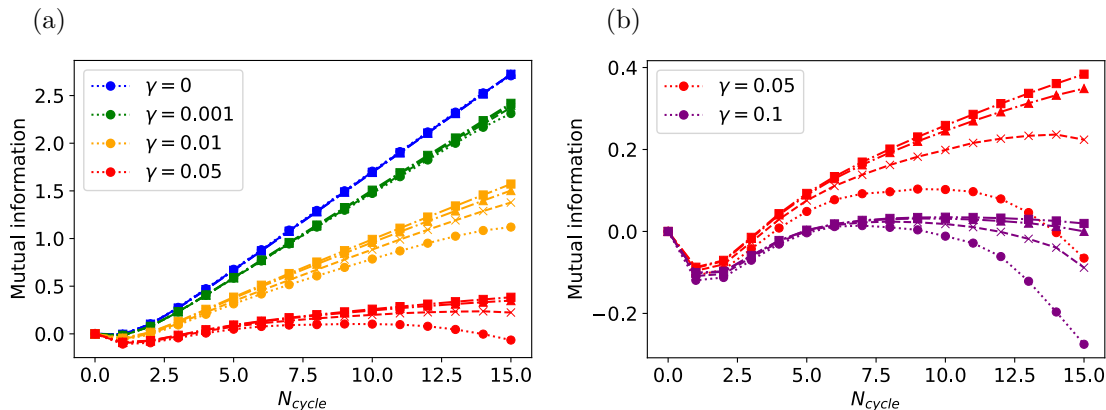 (a)
Mutual information
2.5
2.0
1.5
1.0
0.5
0.0
γ = 0
γ = 0.001
γ = 0.01
γ = 0.05
0.0 2.5 5.0 7.5 10.0 12.5 15.0
N_cycle
(b)
Mutual information
0.4
0.2
0.0
−0.2
γ = 0.05
γ = 0.1
0.0 2.5 5.0 7.5 10.0 12.5 15.0
N_cycle